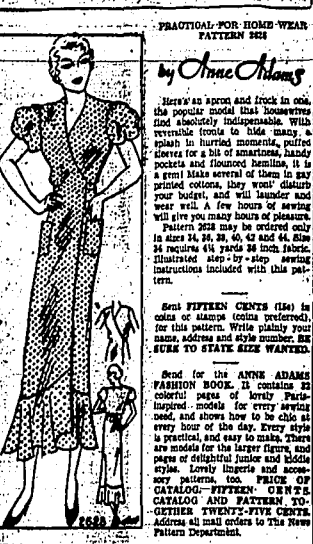 PRACTICAL FOR HOME WEAR
PATTERN 2628
by Anne Adams
Here's an apron and frock in one,
the popular model that housewives
find absolutely indispensable. With
reversible fronts to hide many a
splash in hurried moments, puffed
sleeves for a bit of smartness, handy
pockets and flounced hemline, it is
a gem! Make several of them in gay
printed cottons, they wont' disturb
your budget, and will launder and
wear well. A few hours of sewing
will give you many hours of pleasure.
Pattern 2628 may be ordered only
in sizes 34, 36, 38, 40, 42 and 44. Size
36 requires 4¼ yards 36 inch fabric.
Illustrated step-by-step sewing
instructions included with this pat-
tern.
Sent FIFTEEN CENTS (15c) in
coins or stamps (coins preferred),
for this pattern. Write plainly your
name, address and style number. BE
SURE TO STATE SIZE WANTED.
Send for the ANNE ADAMS
FASHION BOOK. It contains 32
colorful pages of lovely Paris-
inspired models for every sewing
need, and shows how to be chic at
every hour of the day. Every style
is practical, and easy to make. There
are models for the larger figure, and
pages of delightful junior and kiddie
styles. Lovely lingerie and acces-
sory patterns, too. PRICE OF
CATALOG FIFTEEN CENTS.
CATALOG AND PATTERN, TO-
GETHER TWENTY-FIVE CENTS.
Address all mail orders to The News
Pattern Department.
2628